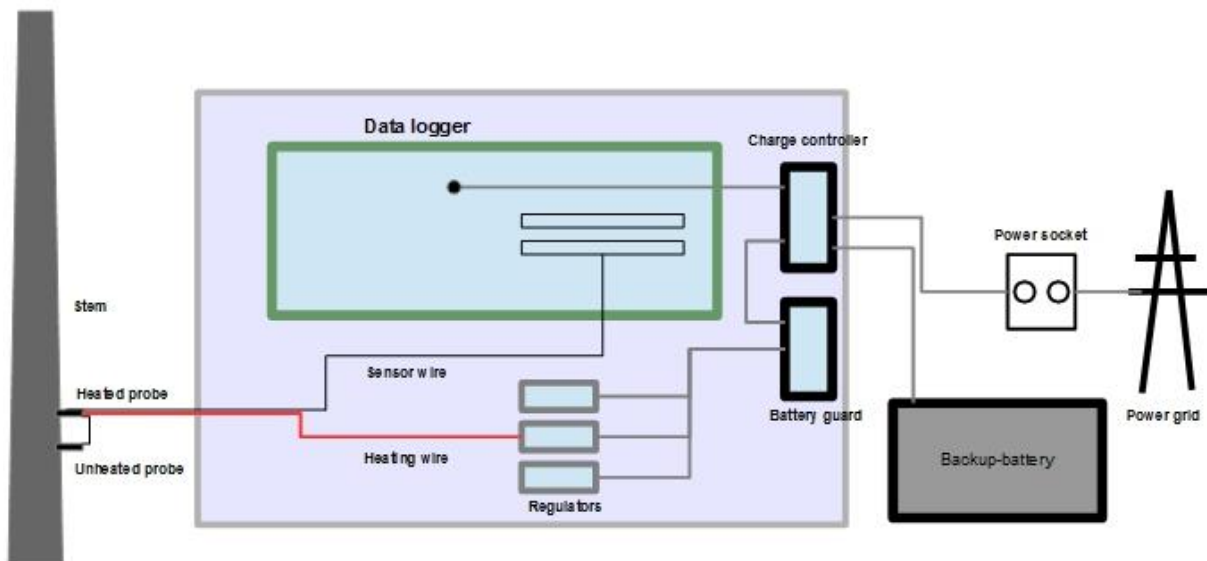 Data logger
Charge controller
Power socket
Stem
Sensor wire
Heated probe
Battery guard
Power grid
Heating wire
Backup-battery
Unheated probe
Regulators